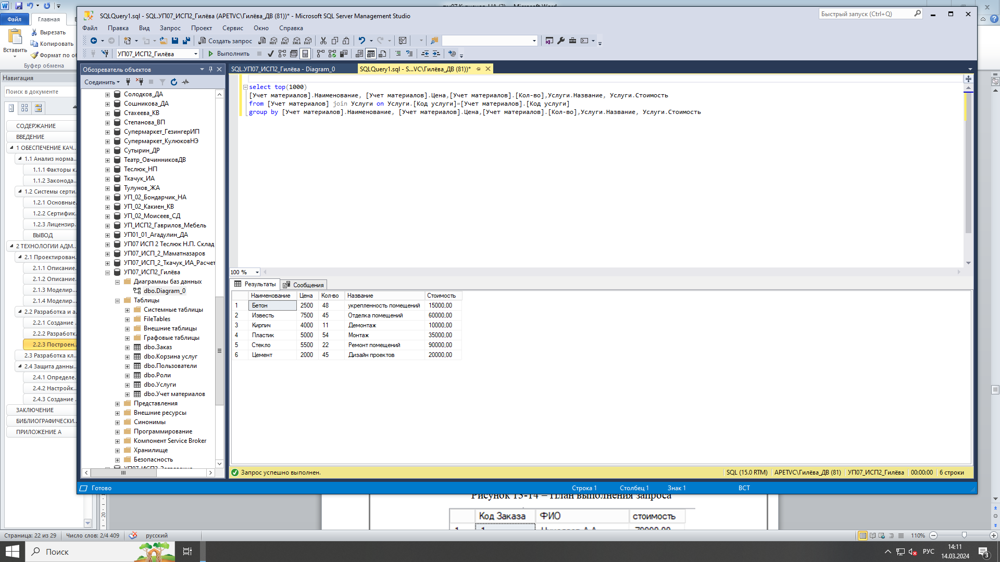 SQLQuery1.sql - SQL.УП07_ИСП2_Гилёва (APETVC\Гилёва_ДВ (81))* - Microsoft SQL Server Management Studio
Быстрый запуск (Ctrl+Q)
Файл Правка Вид Запрос Проект Сервис Окно Справка
Создать запрос
УП07_ИСП2_Гилёва
Выполнить
Файл
Главная
Вставить
Вырезать
Копировать
Формат по об
Буфер обмена
Навигация
Поиск в документе
СОДЕРЖАНИЕ
ВВЕДЕНИЕ
1 ОБЕСПЕЧЕНИЕ КАЧ...
1.1 Анализ норма...
1.1.1 Факторы к...
1.1.2 Законода...
1.2 Системы серти...
1.2.1 Основные...
1.2.2 Сертифик...
1.2.3 Лицензир...
ВЫВОД
2 ТЕХНОЛОГИИ АДМ...
2.1 Проектирован...
2.1.1 Описание...
2.1.2 Описание...
2.1.3 Моделир...
2.1.4 Моделир...
2.2 Разработка и а...
2.2.1 Создание ...
2.2.2 Разработк...
2.2.3 Построен...
2.3 Разработка кл...
2.4 Защита данны...
2.4.1 Определе...
2.4.2 Настройк...
2.4.3 Создание ...
ЗАКЛЮЧЕНИЕ
БИБЛИОГРАФИЧЕСКИ...
ПРИЛОЖЕНИЕ А
Обозреватель объектов
Соединить
Солодков_ДА
Сошникова_ДА
Стахеева_КВ
Степанова_ВП
Супермаркет_ГезингерИП
Супермаркет_КулюковНЭ
Сутырин_ДР
Театр_ОвчинниковДВ
Теслюк_НП
Ткачук_ИА
Тулунов_ЖА
УП_02_Бондарчик_НА
УП_02_Какиен_КВ
УП_02_Моисеев_СД
УП_ИСП2_Гаврилов_Мебель
УП01_01_Агадулин_ДА
УП07 ИСП 2 Теслюк Н.П. Склад
УП07_ИСП_2_Маматназаров
УП07_ИСП_2_Ткачук_ИА_Расчет
УП07_ИСП2_Гилёва
Диаграммы баз данных
dbo.Diagram_0
Таблицы
Системные таблицы
FileTables
Внешние таблицы
Графовые таблицы
dbo.Заказ
dbo.Корзина услуг
dbo.Пользователи
dbo.Роли
dbo.Услуги
dbo.Учет материалов
Представления
Внешние ресурсы
Синонимы
Программирование
Компонент Service Broker
Хранилище
Безопасность
SQL.УП07_ИСП2_Гилёва - Diagram_0
SQLQuery1.sql - S...VC\Гилёва_ДВ (81))*
select top(1000)
[Учет материалов].Наименование, [Учет материалов].Цена,[Учет материалов].[Кол-во],Услуги.Название, Услуги.Стоимость
from [Учет материалов] join Услуги on Услуги.[Код услуги]=[Учет материалов].[Код услуги]
group by [Учет материалов].Наименование, [Учет материалов].Цена,[Учет материалов].[Кол-во],Услуги.Название, Услуги.Стоимость
100 %
Результаты Сообщения
Наименование Цена Кол-во Название Стоимость
1 Бетон 2500 48 укрепленность помещений 15000,00
2 Известь 7500 45 Отделка помещений 60000,00
3 Кирпич 4000 11 Демонтаж 10000,00
4 Пластик 5000 54 Монтаж 35000,00
5 Стекло 5500 22 Ремонт помещений 90000,00
6 Цемент 2000 45 Дизайн проектов 20000,00
Запрос успешно выполнен.
SQL (15.0 RTM) APETVC\Гилёва_ДВ (81) УП07_ИСП2_Гилёва 00:00:00 6 строки
Готово
Строка 1 Столбец 1 Знак 1 ВСТ
Рисунок 13-14 – План выполнения запроса
Код Заказа ФИО стоимость
20
Страница: 22 из 29 Число слов: 2/4 409 русский
110%
Поиск
РУС
14:11
14.03.2024
3